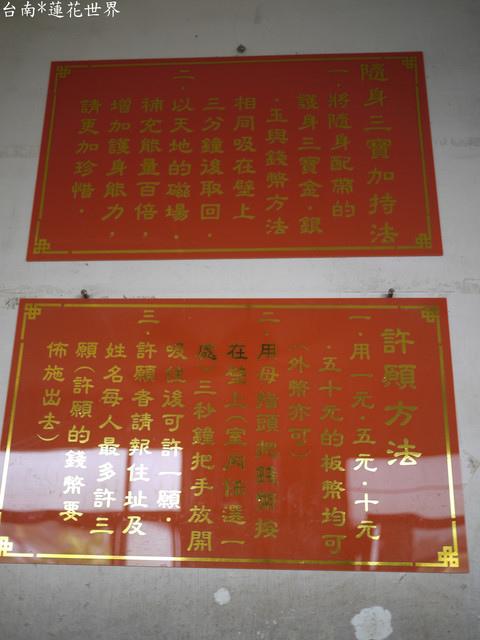 台南*蓮花世界
隨身三寶加持法
一．將隨身配帶的
護身三寶金．銀
．玉與錢幣方法
相同吸在壁上
三分鐘後取回．
二．以天地的磁場，
補充能量百倍，
增加護身能力，
請更加珍惜．
許願方法
一．用一元五元．十元
．五十元的板幣均可
（外幣亦可）
二．用母指頭把錢幣按
在壁上（室內任選一
處）三秒鐘把手放開
吸住後可許一願．
三．許願者請報住址及
姓名每人最多許三
願（許願的錢幣要
佈施出去）